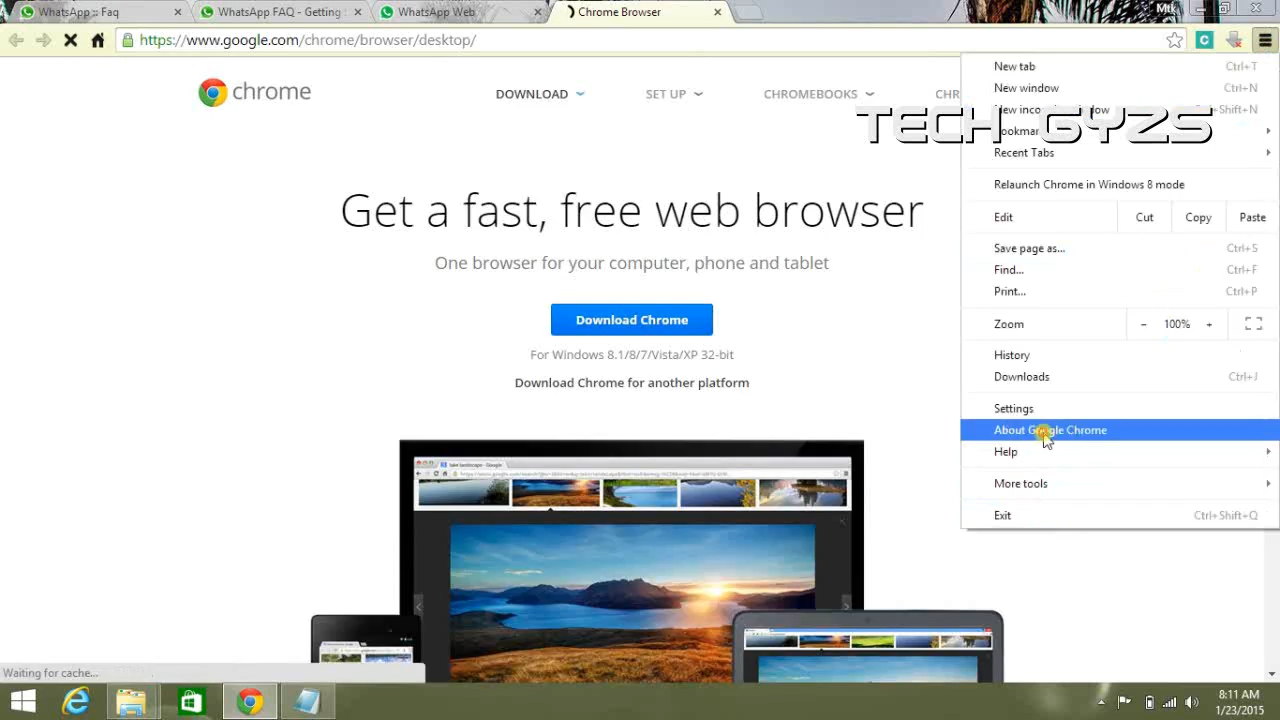 WhatsApp :: Faq
WhatsApp FAQ - Getting
WhatsApp Web
Chrome Browser
Mtk
https://www.google.com/chrome/browser/desktop/
chrome
DOWNLOAD
SET UP
CHROMEBOOKS
CHR
TECH GYZS
Get a fast, free web browser
One browser for your computer, phone and tablet
Download Chrome
For Windows 8.1/8/7/Vista/XP 32-bit
Download Chrome for another platform
New tab Ctrl+T
New window Ctrl+N
Recent Tabs
Relaunch Chrome in Windows 8 mode
Edit Cut Copy Paste
Save page as... Ctrl+S
Find... Ctrl+F
Print... Ctrl+P
Zoom − 100% +
History
Downloads Ctrl+J
Settings
About Google Chrome
Help
More tools
Exit Ctrl+Shift+Q
Waiting for cache...
8:11 AM
1/23/2015